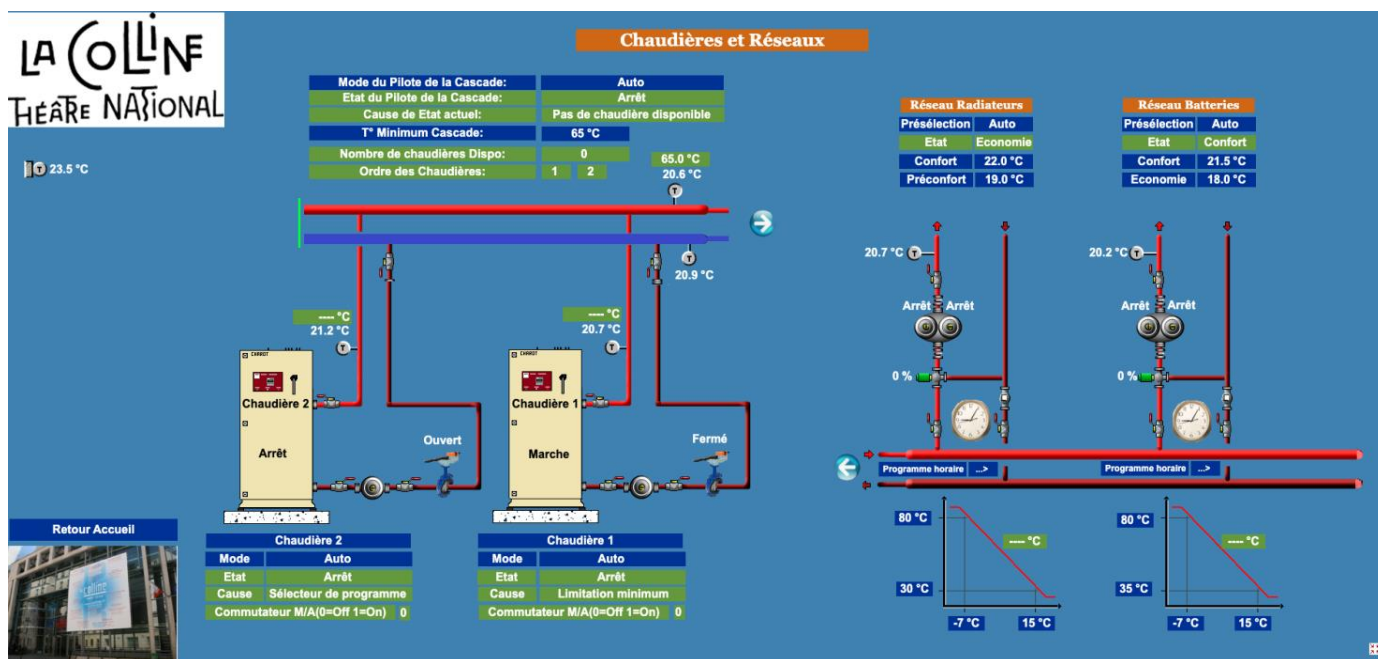 LA COLLINE
THÉÂTRE NATIONAL
Chaudières et Réseaux
Mode du Pilote de la Cascade: Auto
Etat du Pilote de la Cascade: Arrêt
Cause de Etat actuel: Pas de chaudière disponible
T° Minimum Cascade: 65 °C
Nombre de chaudières Dispo: 0
Ordre des Chaudières: 1 2
65.0 °C
20.6 °C
T 23.5 °C
T
T
20.9 °C
Réseau Radiateurs
Présélection Auto
Etat Economie
Confort 22.0 °C
Préconfort 19.0 °C
Réseau Batteries
Présélection Auto
Etat Confort
Confort 21.5 °C
Economie 18.0 °C
20.7 °C T
Arrêt Arrêt
0 %
20.2 °C T
Arrêt Arrêt
0 %
---- °C
21.2 °C
T
CHAROT
Chaudière 2
Arrêt
Ouvert
---- °C
20.7 °C
T
CHAROT
Chaudière 1
Marche
Fermé
Programme horaire ...>
Programme horaire ...>
Retour Accueil
la colline
Chaudière 2
Mode Auto
Etat Arrêt
Cause Sélecteur de programme
Commutateur M/A(0=Off 1=On) 0
Chaudière 1
Mode Auto
Etat Arrêt
Cause Limitation minimum
Commutateur M/A(0=Off 1=On) 0
80 °C
---- °C
30 °C
-7 °C 15 °C
80 °C
---- °C
35 °C
-7 °C 15 °C